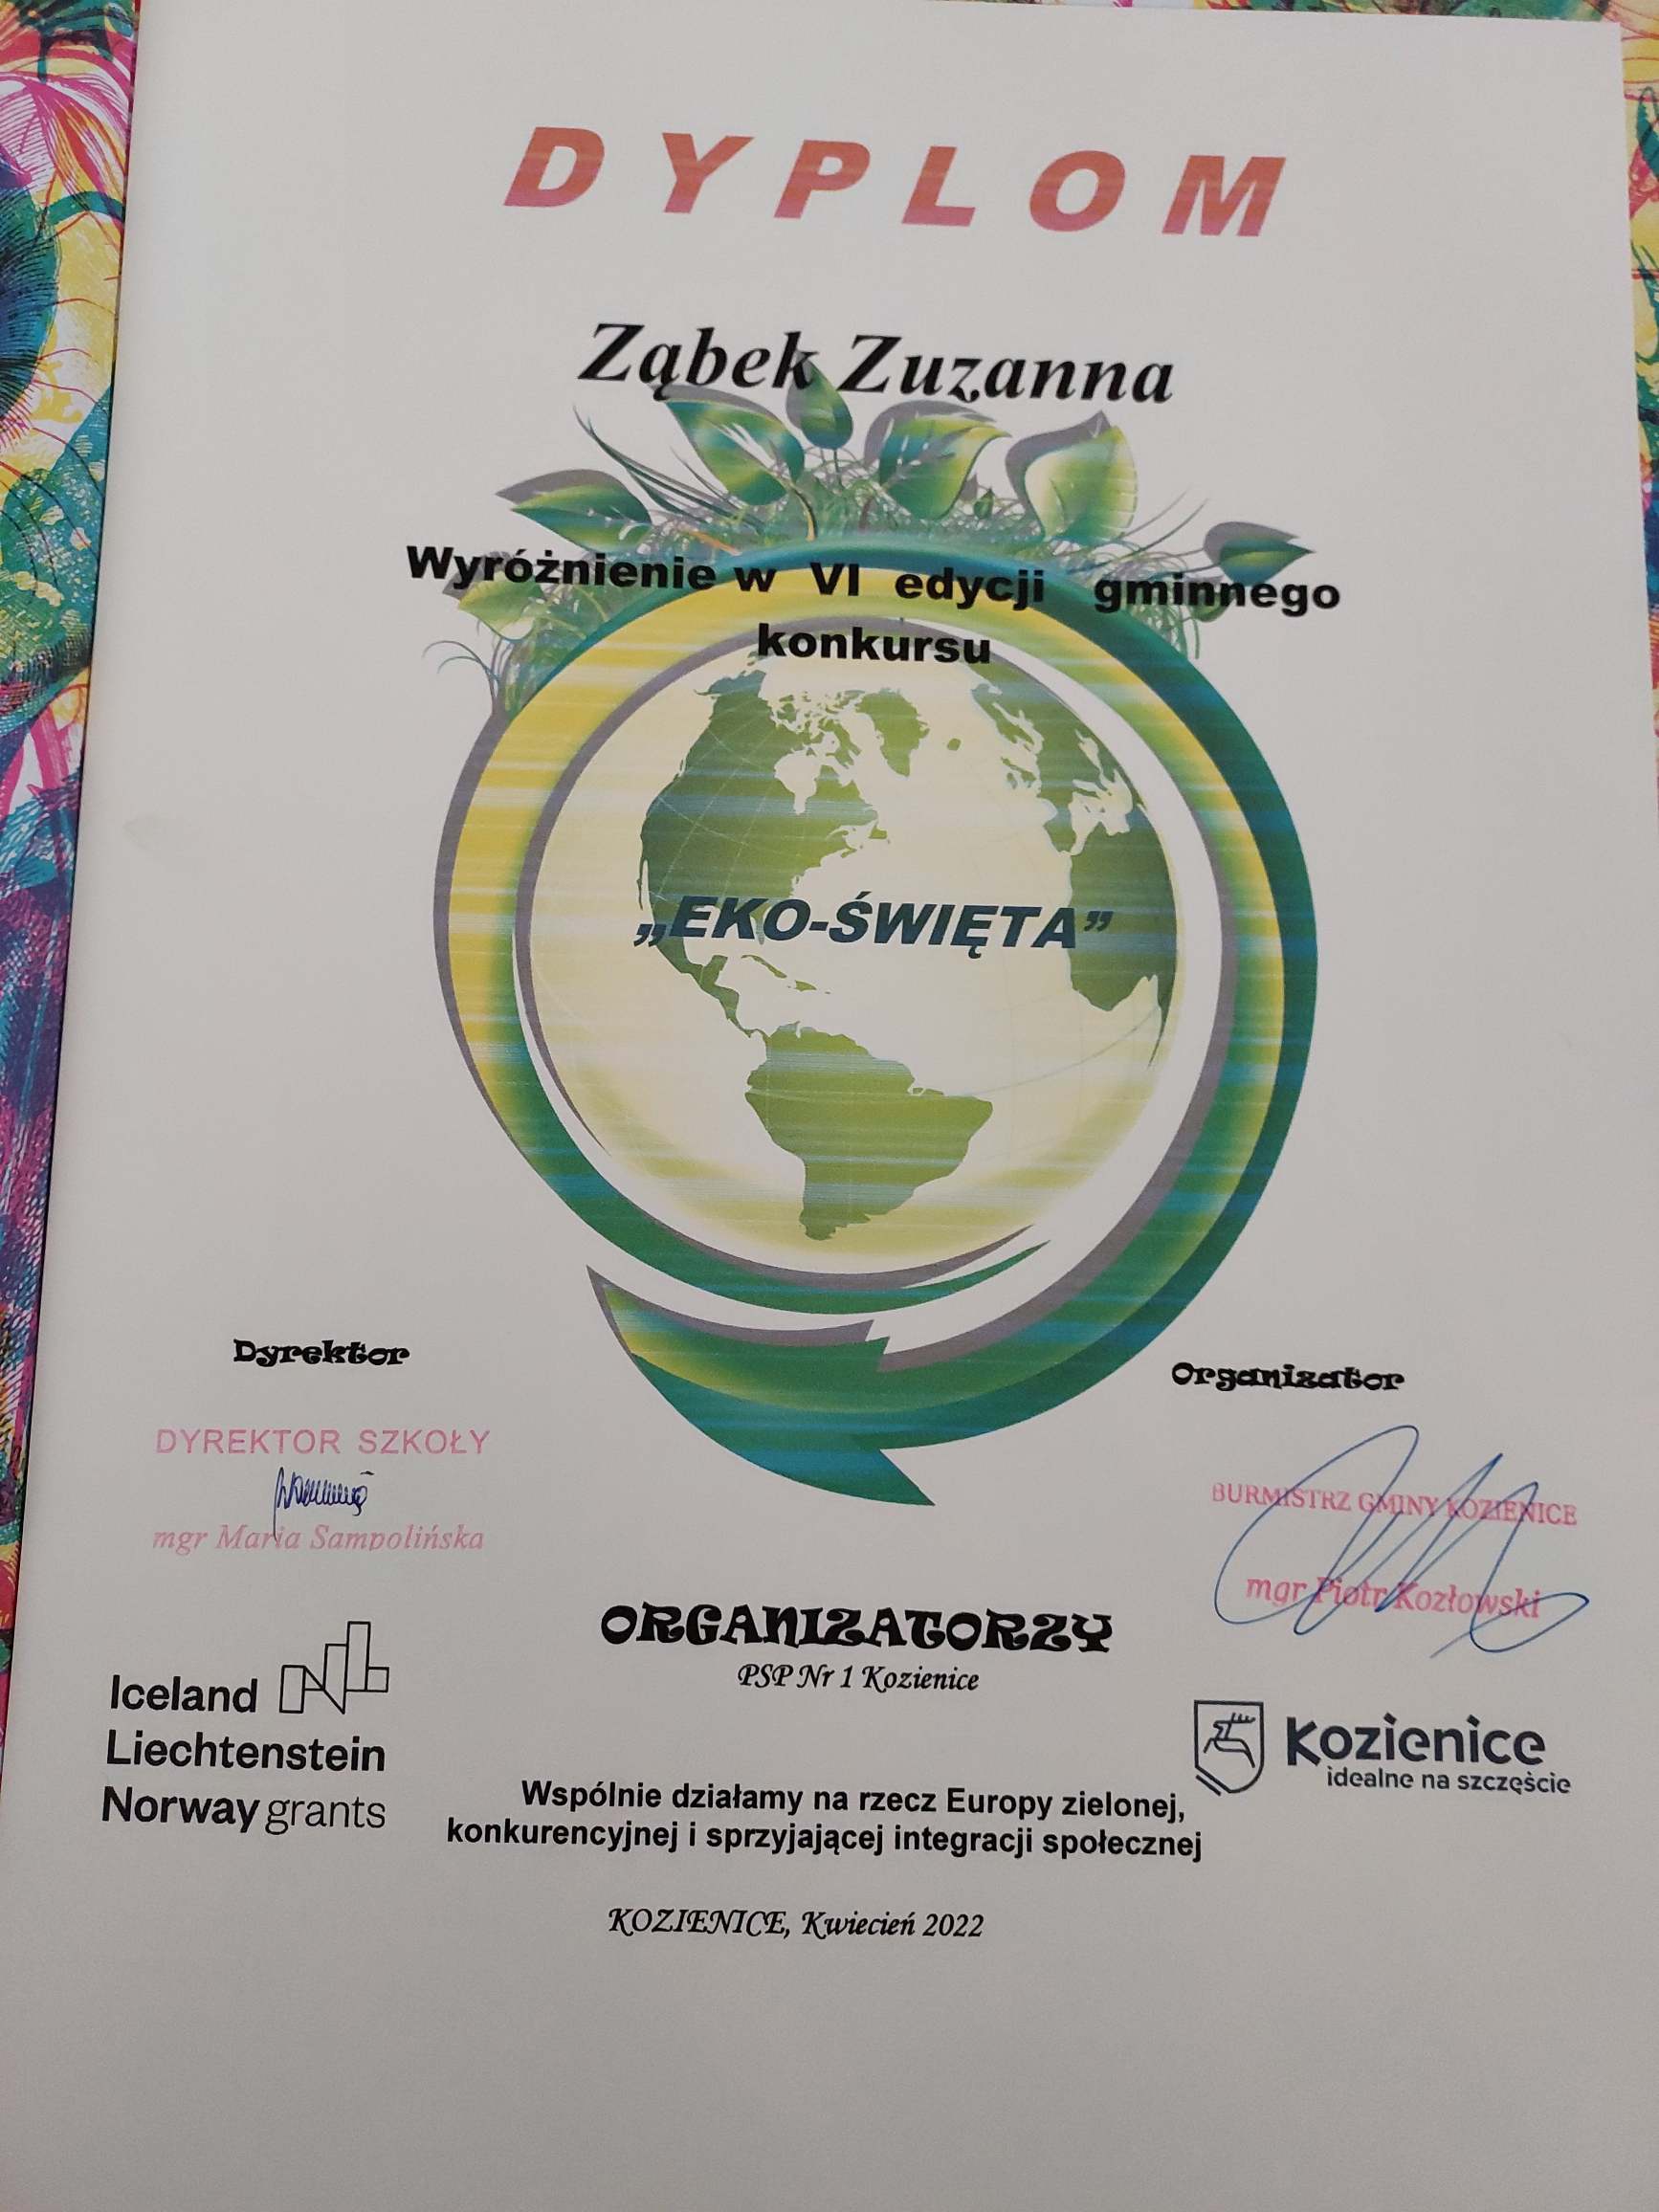 DYPLOM
Ząbek Zuzanna
Wyróżnienie w VI edycji gminnego
konkursu
„EKO-ŚWIĘTA”
Dyrektor
Organizator
DYREKTOR SZKOŁY
mgr Maria Sampolińska
BURMISTRZ GMINY KOZIENICE
mgr Piotr Kozłowski
ORGANIZATORZY
PSP Nr 1 Kozienice
Iceland
Liechtenstein
Norway grants
Kozienice
idealne na szczęście
Wspólnie działamy na rzecz Europy zielonej,
konkurencyjnej i sprzyjającej integracji społecznej
KOZIENICE, Kwiecień 2022